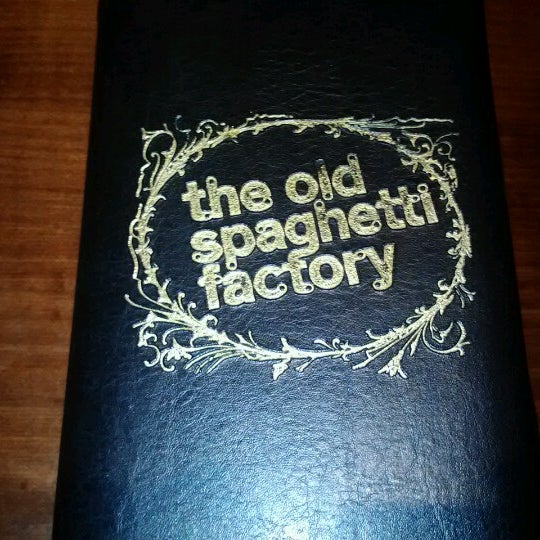 the old
spaghetti
factory